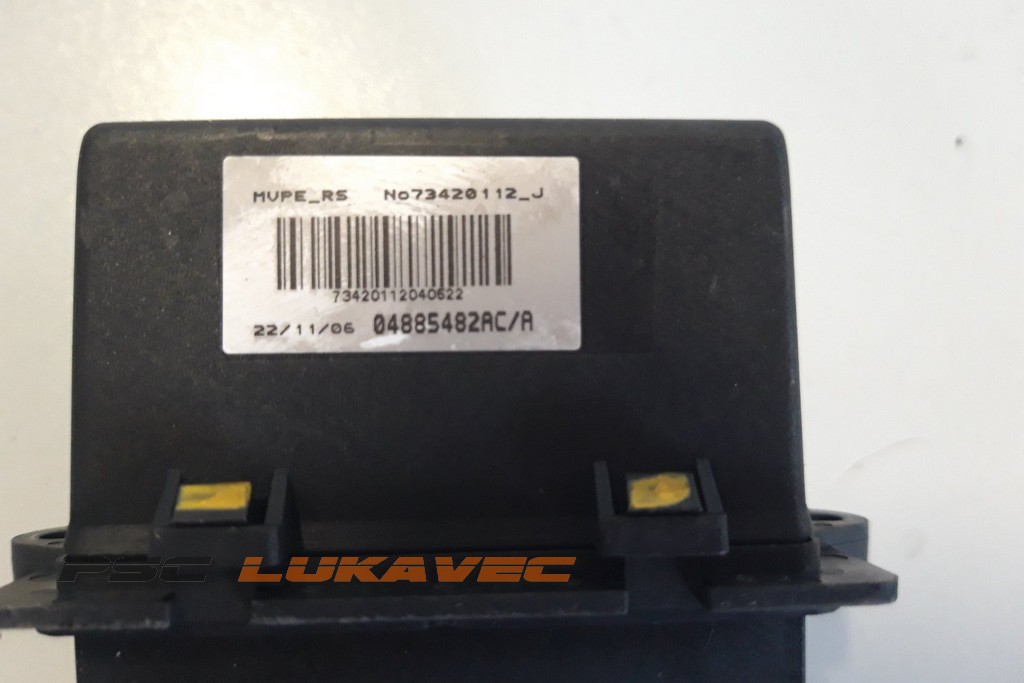 MVPE_RS No73420112_J
73420112040622
22/11/06 04885482AC/A
PSC LUKAVEC